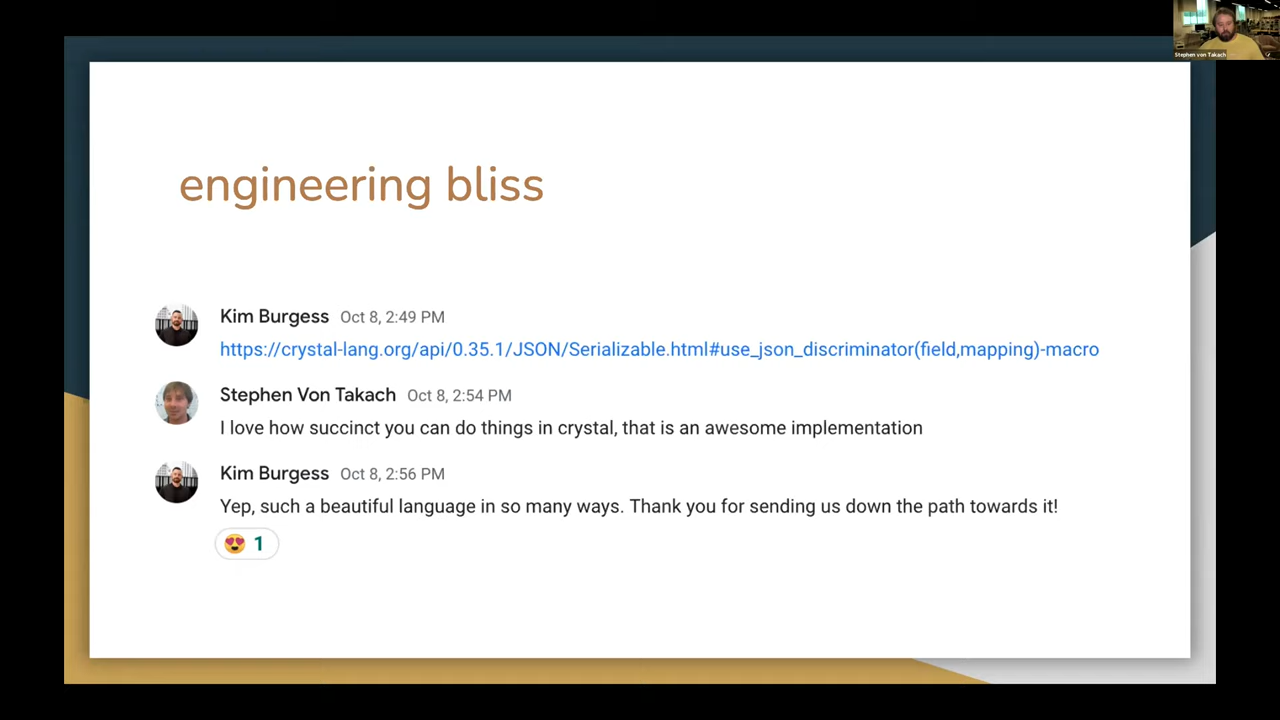 Stephen von Takach
engineering bliss
Kim Burgess Oct 8, 2:49 PM
https://crystal-lang.org/api/0.35.1/JSON/Serializable.html#use_json_discriminator(field,mapping)-macro
Stephen Von Takach Oct 8, 2:54 PM
I love how succinct you can do things in crystal, that is an awesome implementation
Kim Burgess Oct 8, 2:56 PM
Yep, such a beautiful language in so many ways. Thank you for sending us down the path towards it!
😍 1